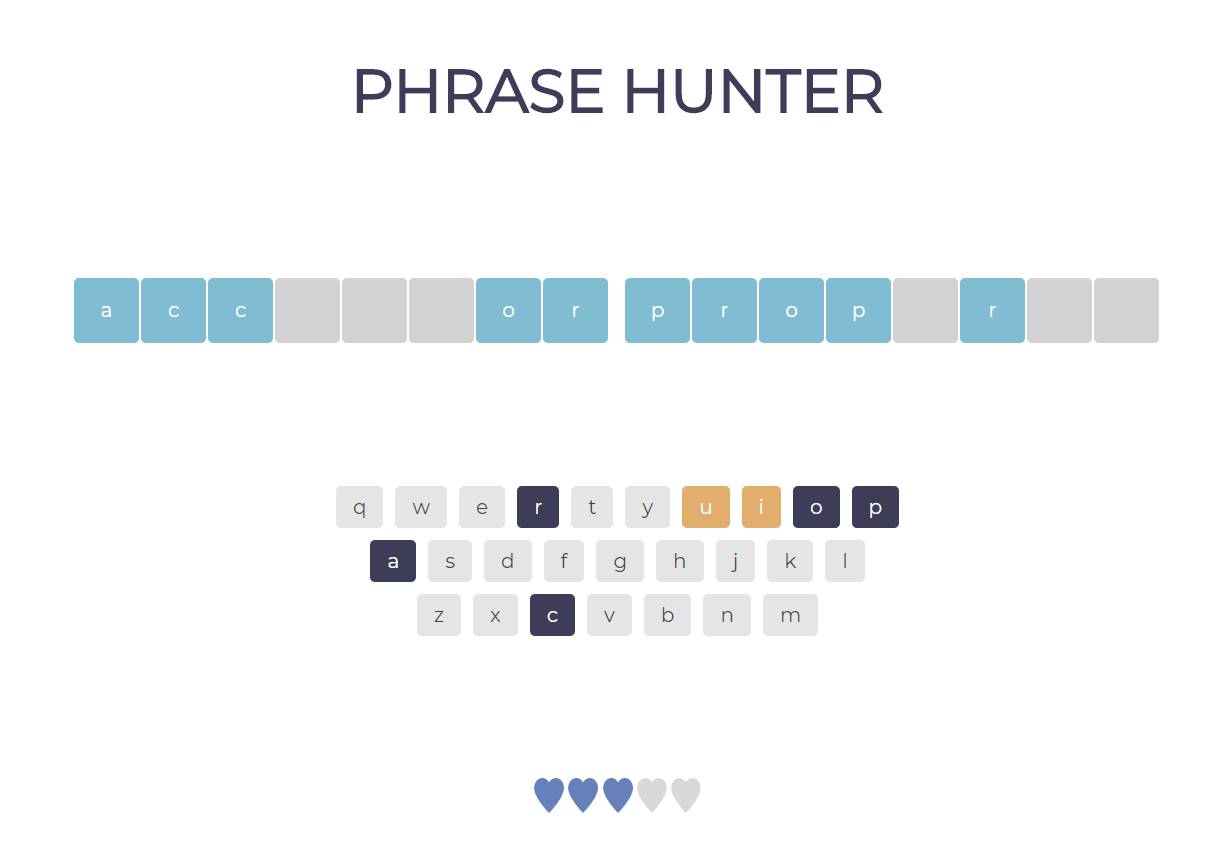 PHRASE HUNTER
a c c o r p r o p r
q w e r t y u i o p
a s d f g h j k l
z x c v b n m